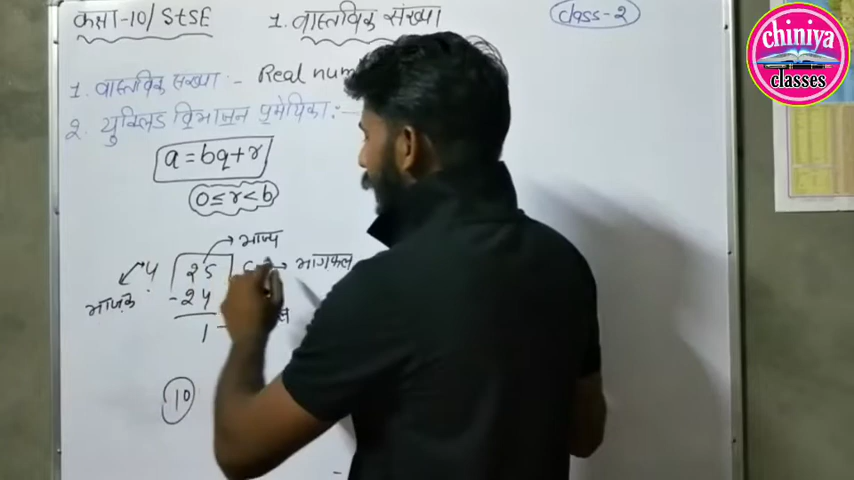 कक्षा-10/StSE
1. वास्तविक संख्या
class-2
chiniya
classes
1. वास्तविक संख्या :- Real num
2. युक्लिड विभाजन प्रमेयिका :-
a = bq+r
0≤r<b
भाज्य
4 25 6 → भागफल
भाजक
-24
1
10